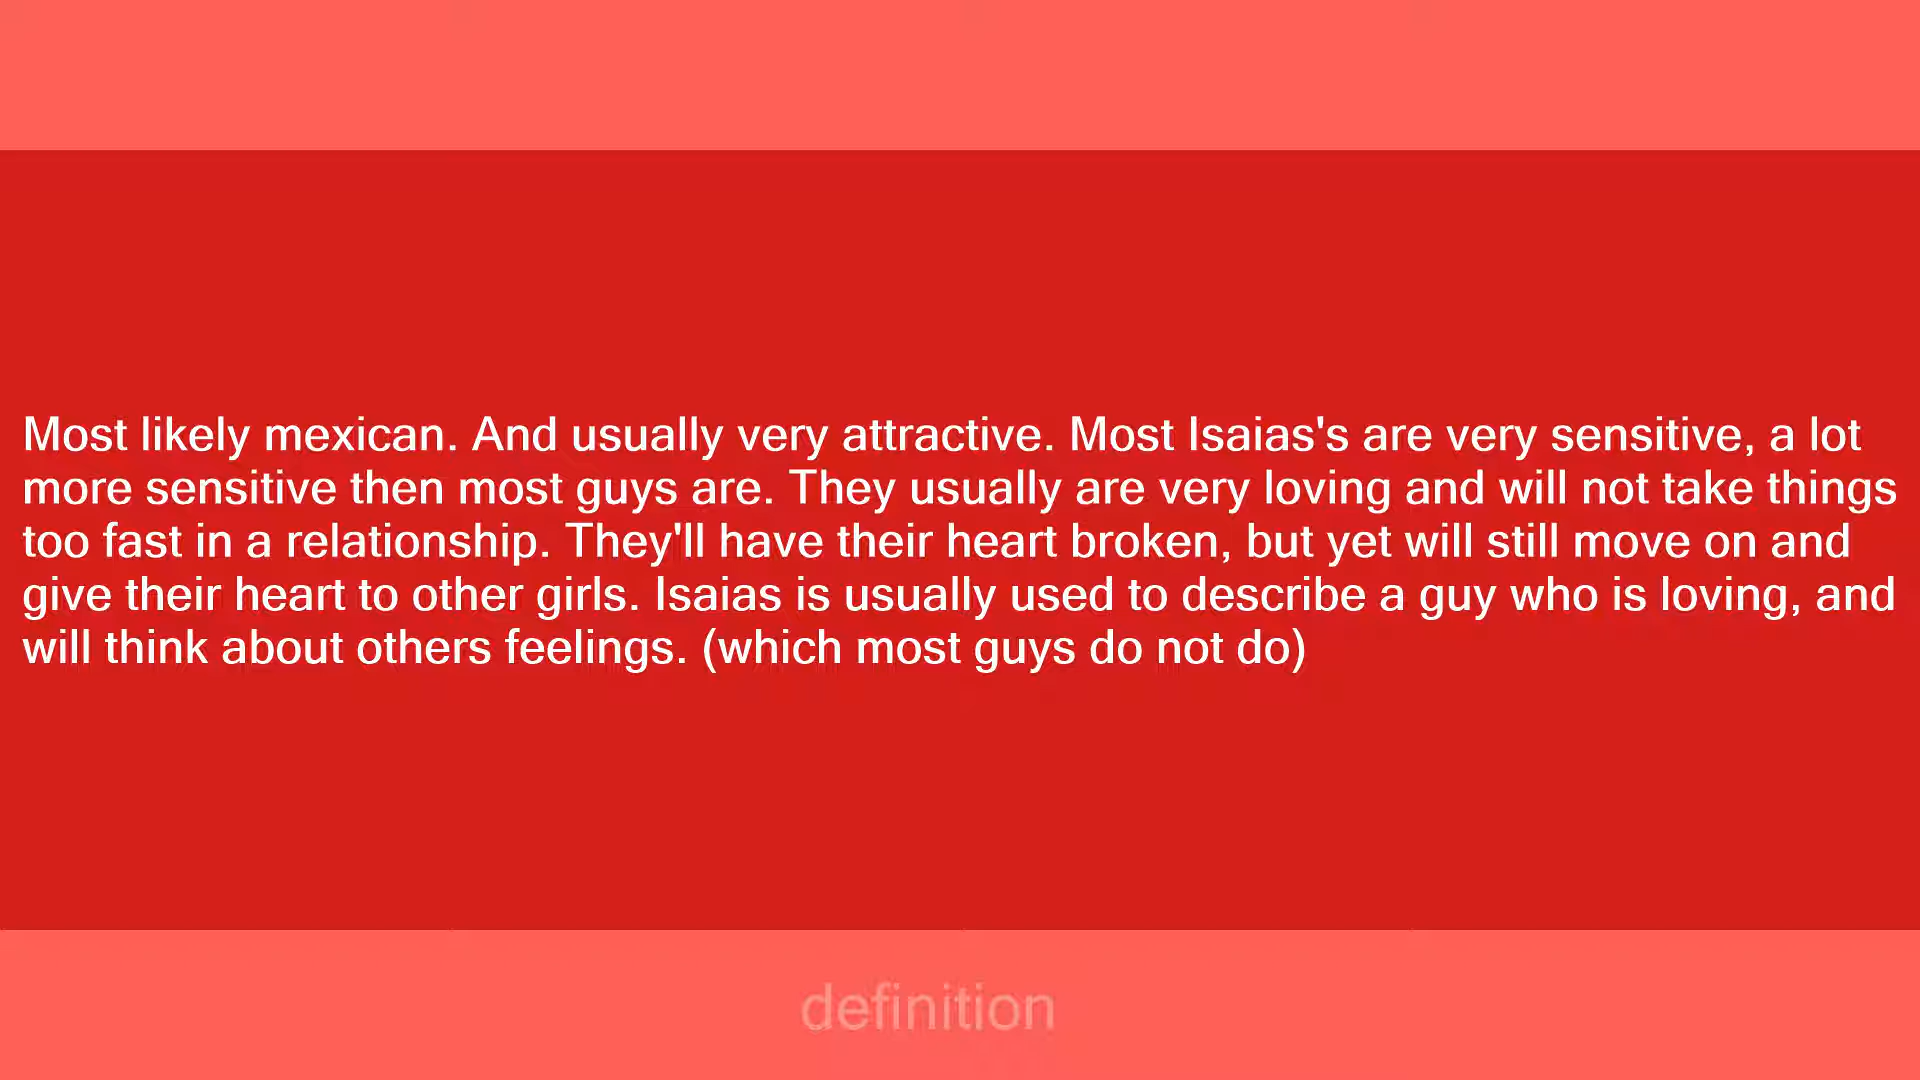 Most likely mexican. And usually very attractive. Most Isaias's are very sensitive, a lot
more sensitive then most guys are. They usually are very loving and will not take things
too fast in a relationship. They'll have their heart broken, but yet will still move on and
give their heart to other girls. Isaias is usually used to describe a guy who is loving, and
will think about others feelings. (which most guys do not do)
definition